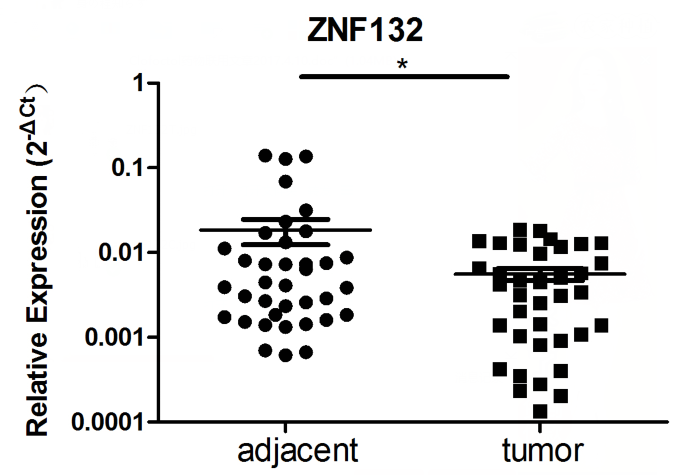 ZNF132
*
Relative Expression (2-ΔCt)
1
0.1
0.01
0.001
0.0001
adjacent tumor